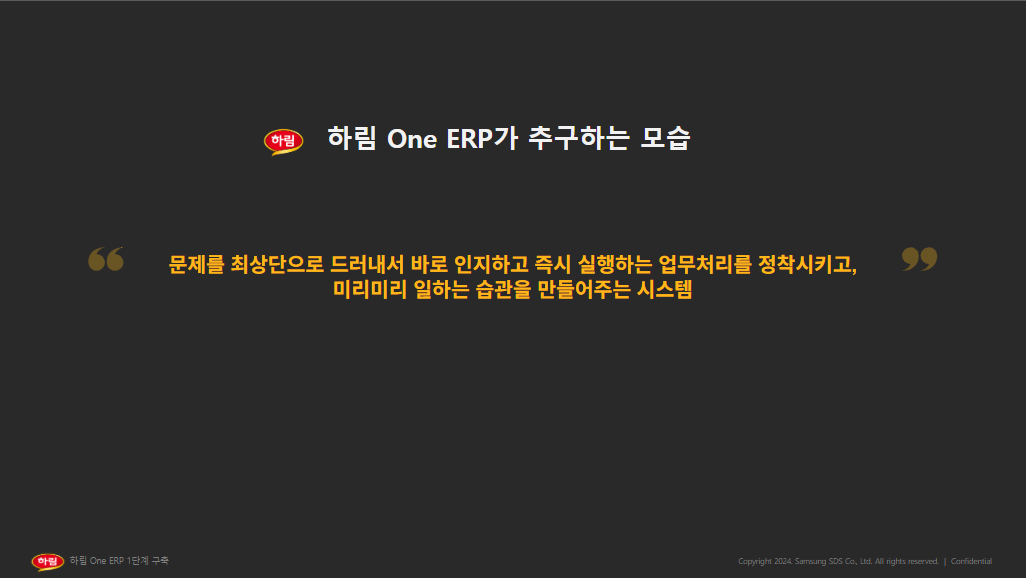 하림 하림 One ERP가 추구하는 모습
“ 문제를 최상단으로 드러내서 바로 인지하고 즉시 실행하는 업무처리를 정착시키고, ”
미리미리 일하는 습관을 만들어주는 시스템
하림 하림 One ERP 1단계 구축
Copyright 2024. Samsung SDS Co., Ltd. All rights reserved. | Confidential